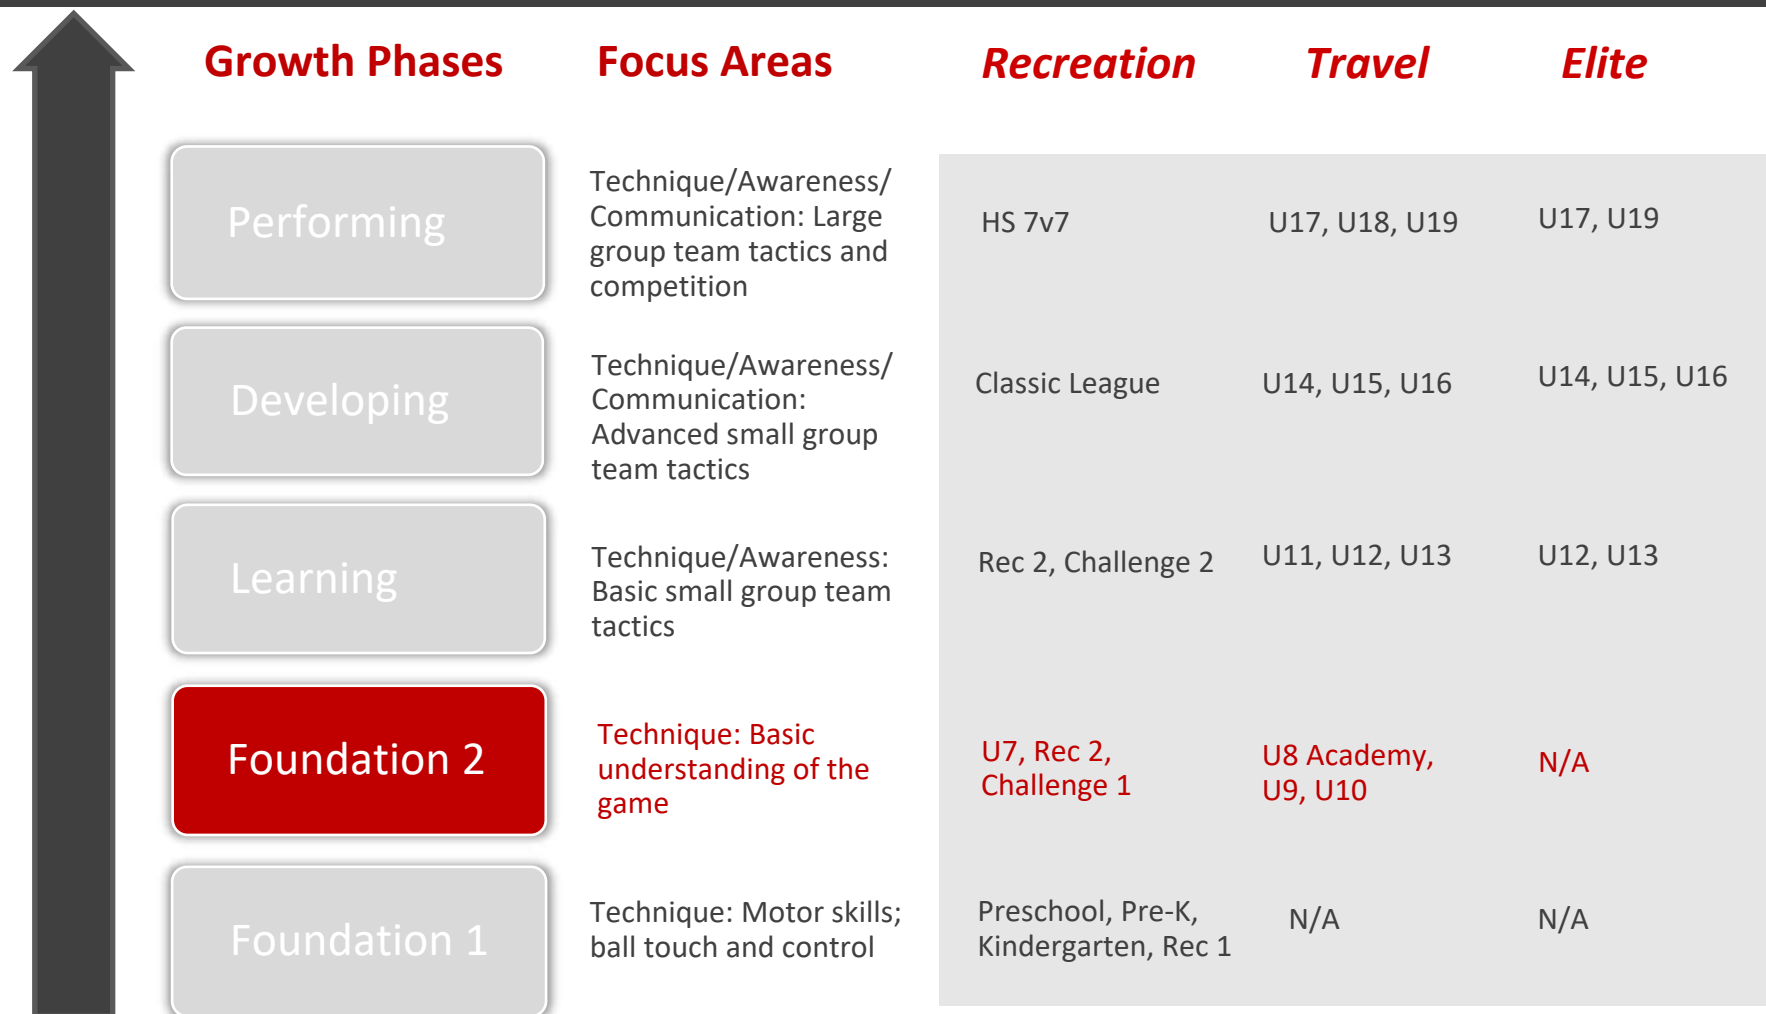 Growth Phases
Focus Areas
Recreation
Travel
Elite
Performing
Technique/Awareness/
Communication: Large
group team tactics and
competition
HS 7v7
U17, U18, U19
U17, U19
Developing
Technique/Awareness/
Communication:
Advanced small group
team tactics
Classic League
U14, U15, U16
U14, U15, U16
Learning
Technique/Awareness:
Basic small group team
tactics
Rec 2, Challenge 2
U11, U12, U13
U12, U13
Foundation 2
Technique: Basic
understanding of the
game
U7, Rec 2,
Challenge 1
U8 Academy,
U9, U10
N/A
Foundation 1
Technique: Motor skills;
ball touch and control
Preschool, Pre-K,
Kindergarten, Rec 1
N/A
N/A